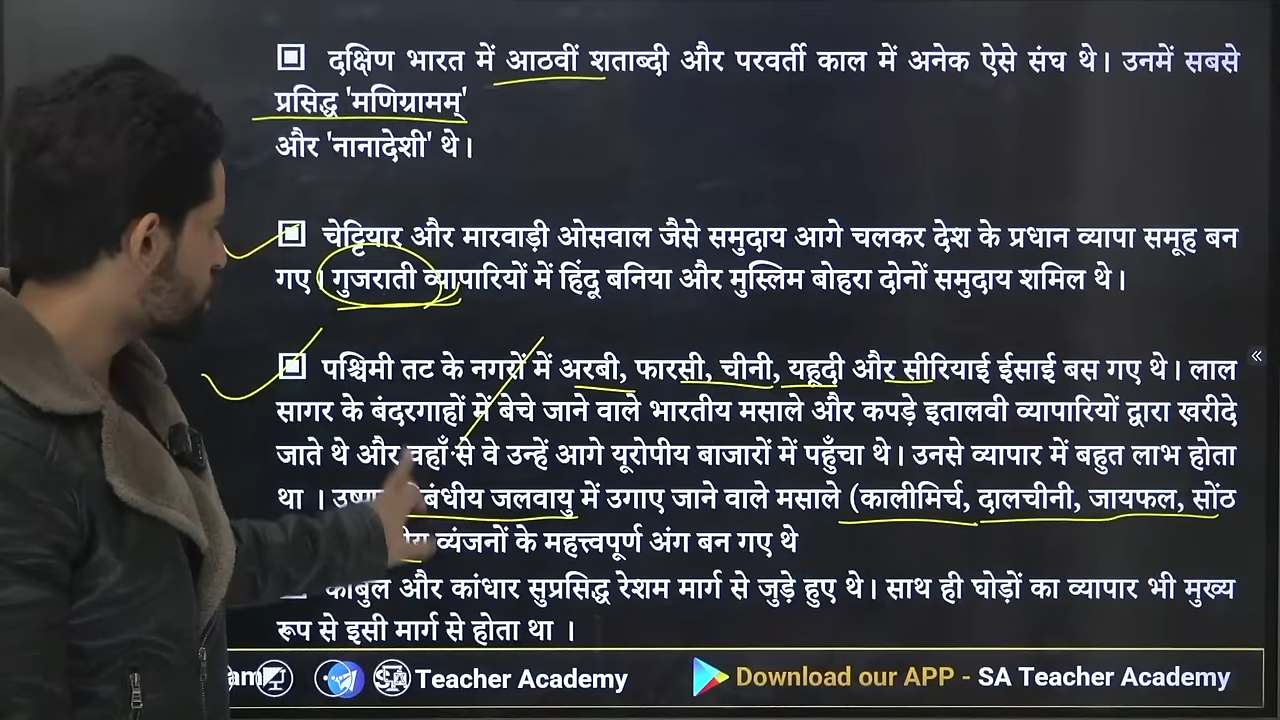 दक्षिण भारत में आठवीं शताब्दी और परवर्ती काल में अनेक ऐसे संघ थे। उनमें सबसे
प्रसिद्ध 'मणिग्रामम्'
और 'नानादेशी' थे।
चेट्टियार और मारवाड़ी ओसवाल जैसे समुदाय आगे चलकर देश के प्रधान व्यापा समूह बन
गए। गुजराती व्यापारियों में हिंदू बनिया और मुस्लिम बोहरा दोनों समुदाय शमिल थे।
पश्चिमी तट के नगरों में अरबी, फारसी, चीनी, यहूदी और सीरियाई ईसाई बस गए थे। लाल
सागर के बंदरगाहों में बेचे जाने वाले भारतीय मसाले और कपड़े इतालवी व्यापारियों द्वारा खरीदे
जाते थे और वहाँ से वे उन्हें आगे यूरोपीय बाजारों में पहुँचा थे। उनसे व्यापार में बहुत लाभ होता
था । बंधीय जलवायु में उगाए जाने वाले मसाले (कालीमिर्च, दालचीनी, जायफल, सोंठ
व्यंजनों के महत्त्वपूर्ण अंग बन गए थे
काबुल और कांधार सुप्रसिद्ध रेशम मार्ग से जुड़े हुए थे। साथ ही घोड़ों का व्यापार भी मुख्य
रूप से इसी मार्ग से होता था ।
SA Teacher Academy Download our APP - SA Teacher Academy